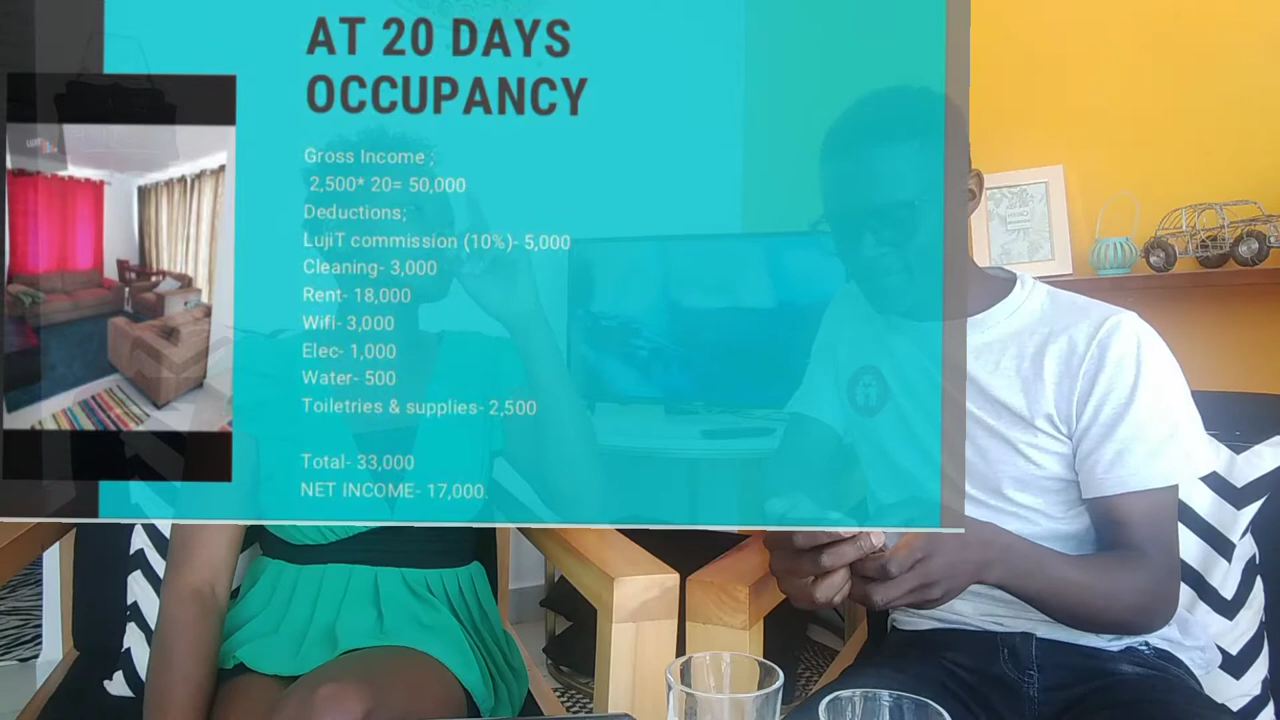 AT 20 DAYS
OCCUPANCY
Gross Income ;
2,500* 20= 50,000
Deductions;
LujiT commission (10%)- 5,000
Cleaning- 3,000
Rent- 18,000
Wifi- 3,000
Elec- 1,000
Water- 500
Toiletries & supplies- 2,500
Total- 33,000
NET INCOME- 17,000.